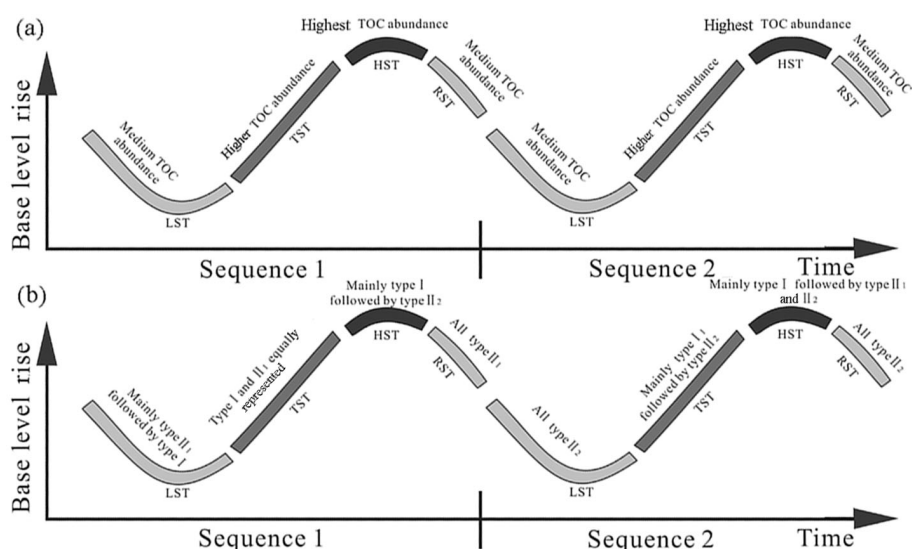 (a)
Base level rise
Medium TOC
abundance
LST
Higher TOC abundance
TST
Highest TOC abundance
HST
Medium TOC
abundance
RST
Medium TOC
abundance
LST
Higher TOC abundance
TST
Highest TOC abundance
HST
Medium TOC
abundance
RST
Sequence 1
Sequence 2
Time
(b)
Base level rise
Mainly type Ⅱ₁
followed by type Ⅰ
LST
Type Ⅰ and Ⅱ₁ equally
represented
TST
Mainly type Ⅰ
followed by type Ⅱ₂
HST
All type Ⅱ₁
RST
All type Ⅱ₂
LST
Mainly type Ⅰ₁
followed by type Ⅱ₂
TST
Mainly type Ⅰ followed by type Ⅱ₁
and Ⅱ₂
HST
All type Ⅱ₂
RST
Sequence 1
Sequence 2
Time